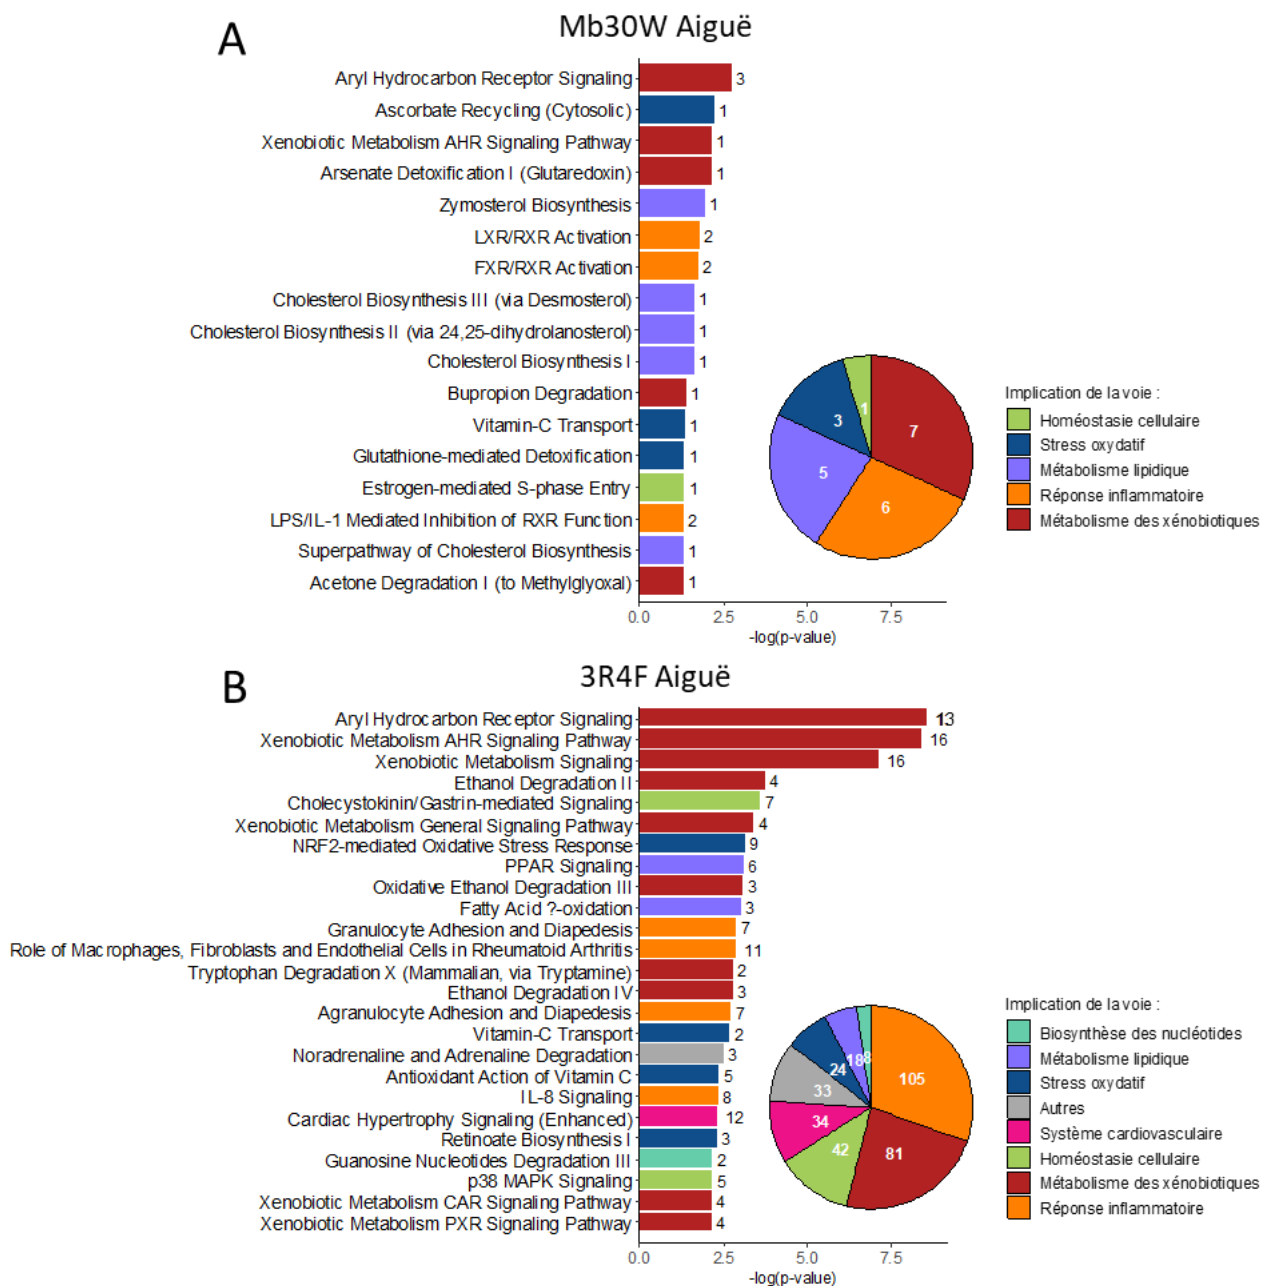 A
Mb30W Aiguë
Aryl Hydrocarbon Receptor Signaling 3
Ascorbate Recycling (Cytosolic) 1
Xenobiotic Metabolism AHR Signaling Pathway 1
Arsenate Detoxification I (Glutaredoxin) 1
Zymosterol Biosynthesis 1
LXR/RXR Activation 2
FXR/RXR Activation 2
Cholesterol Biosynthesis III (via Desmosterol) 1
Cholesterol Biosynthesis II (via 24,25-dihydrolanosterol) 1
Cholesterol Biosynthesis I 1
Bupropion Degradation 1
Vitamin-C Transport 1
Glutathione-mediated Detoxification 1
Estrogen-mediated S-phase Entry 1
LPS/IL-1 Mediated Inhibition of RXR Function 2
Superpathway of Cholesterol Biosynthesis 1
Acetone Degradation I (to Methylglyoxal) 1
0.0 2.5 5.0 7.5
-log(p-value)
1
3
7
5
6
Implication de la voie :
Homéostasie cellulaire
Stress oxydatif
Métabolisme lipidique
Réponse inflammatoire
Métabolisme des xénobiotiques
B
3R4F Aiguë
Aryl Hydrocarbon Receptor Signaling 13
Xenobiotic Metabolism AHR Signaling Pathway 16
Xenobiotic Metabolism Signaling 16
Ethanol Degradation II 4
Cholecystokinin/Gastrin-mediated Signaling 7
Xenobiotic Metabolism General Signaling Pathway 4
NRF2-mediated Oxidative Stress Response 9
PPAR Signaling 6
Oxidative Ethanol Degradation III 3
Fatty Acid ?-oxidation 3
Granulocyte Adhesion and Diapedesis 7
Role of Macrophages, Fibroblasts and Endothelial Cells in Rheumatoid Arthritis 11
Tryptophan Degradation X (Mammalian, via Tryptamine) 2
Ethanol Degradation IV 3
Agranulocyte Adhesion and Diapedesis 7
Vitamin-C Transport 2
Noradrenaline and Adrenaline Degradation 3
Antioxidant Action of Vitamin C 5
IL-8 Signaling 8
Cardiac Hypertrophy Signaling (Enhanced) 12
Retinoate Biosynthesis I 3
Guanosine Nucleotides Degradation III 2
p38 MAPK Signaling 5
Xenobiotic Metabolism CAR Signaling Pathway 4
Xenobiotic Metabolism PXR Signaling Pathway 4
0.0 2.5 5.0 7.5
-log(p-value)
8
18
24
33
34
42
81
105
Implication de la voie :
Biosynthèse des nucléotides
Métabolisme lipidique
Stress oxydatif
Autres
Système cardiovasculaire
Homéostasie cellulaire
Métabolisme des xénobiotiques
Réponse inflammatoire